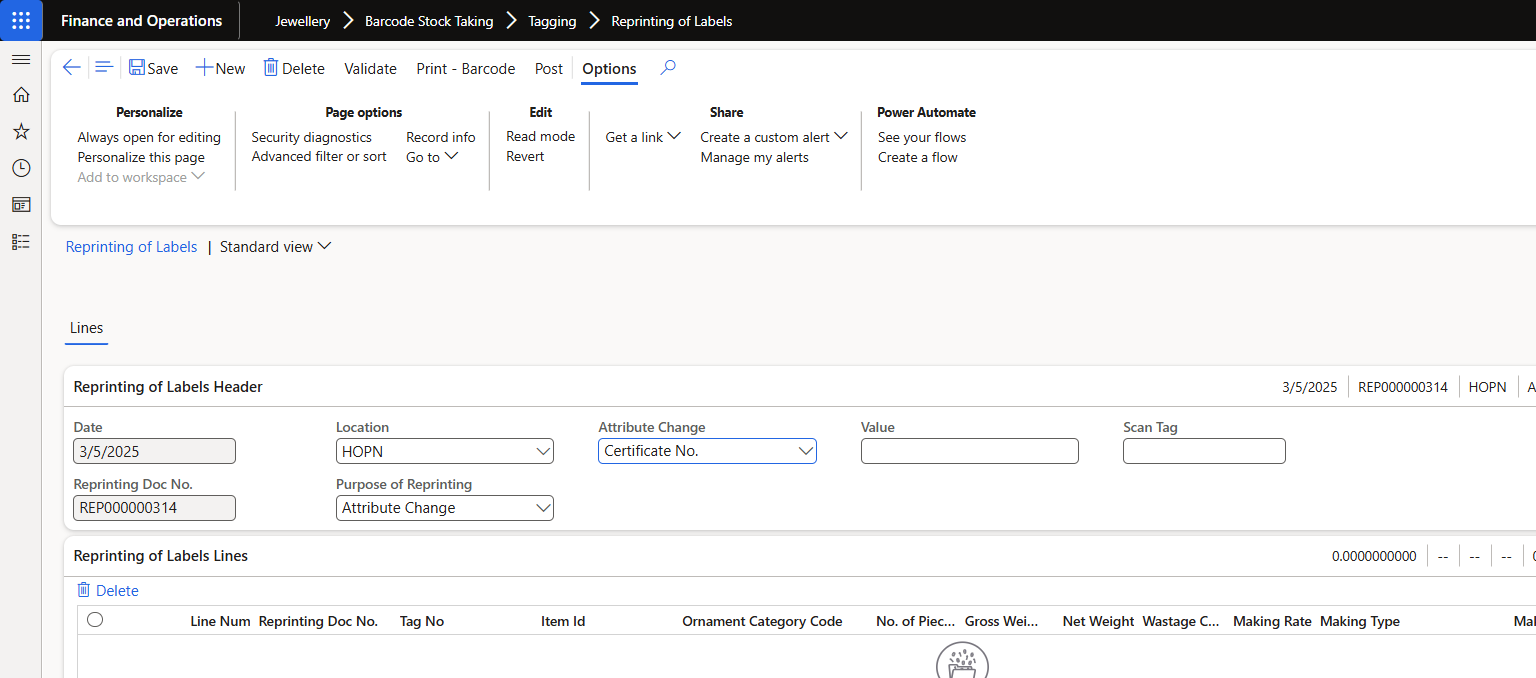 Finance and Operations Jewellery Barcode Stock Taking Tagging Reprinting of Labels
Save New Delete Validate Print - Barcode Post Options
Personalize
Always open for editing
Personalize this page
Add to workspace
Page options
Security diagnostics Record info
Advanced filter or sort Go to
Edit
Read mode
Revert
Share
Get a link Create a custom alert
Manage my alerts
Power Automate
See your flows
Create a flow
Reprinting of Labels | Standard view
Lines
Reprinting of Labels Header 3/5/2025 REP000000314 HOPN A
Date Location Attribute Change Value Scan Tag
3/5/2025 HOPN Certificate No.
Reprinting Doc No. Purpose of Reprinting
REP000000314 Attribute Change
Reprinting of Labels Lines 0.0000000000 -- -- --
Delete
Line Num Reprinting Doc No. Tag No Item Id Ornament Category Code No. of Piec... Gross Wei... Net Weight Wastage C... Making Rate Making Type Mak